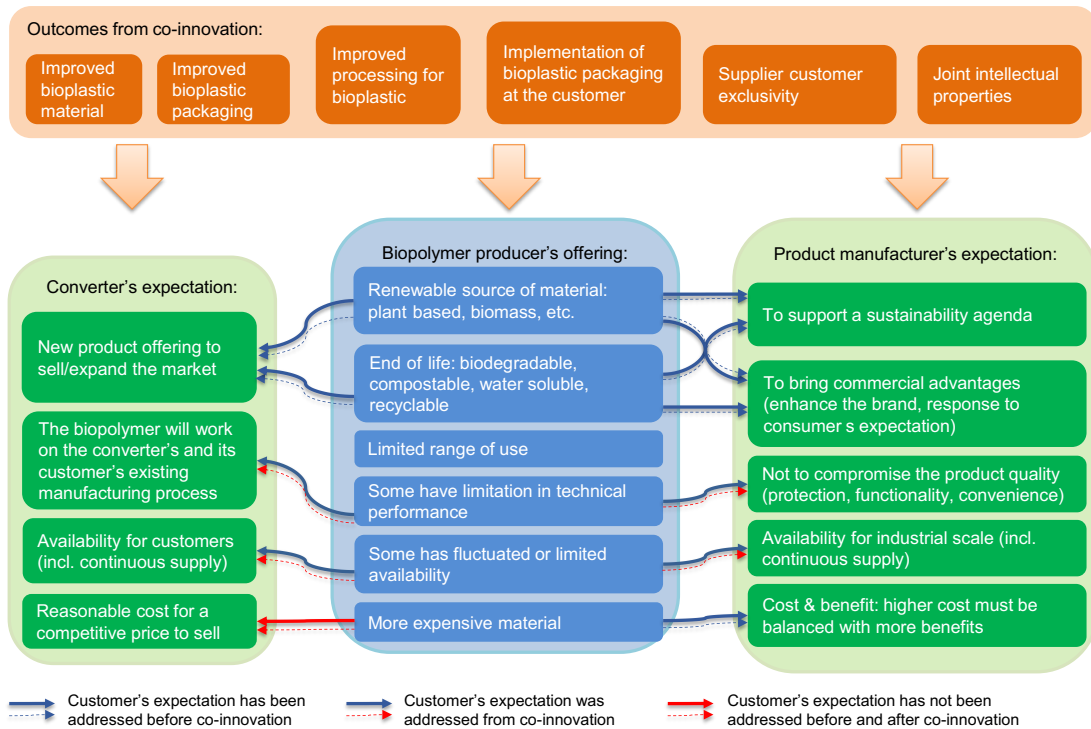 Outcomes from co-innovation:
Improved
bioplastic
material
Improved
bioplastic
packaging
Improved
processing for
bioplastic
Implementation of
bioplastic packaging
at the customer
Supplier customer
exclusivity
Joint intellectual
properties
Converter's expectation:
New product offering to
sell/expand the market
The biopolymer will work
on the converter's and its
customer's existing
manufacturing process
Availability for customers
(incl. continuous supply)
Reasonable cost for a
competitive price to sell
Biopolymer producer's offering:
Renewable source of material:
plant based, biomass, etc.
End of life: biodegradable,
compostable, water soluble,
recyclable
Limited range of use
Some have limitation in technical
performance
Some has fluctuated or limited
availability
More expensive material
Product manufacturer's expectation:
To support a sustainability agenda
To bring commercial advantages
(enhance the brand, response to
consumer s expectation)
Not to compromise the product quality
(protection, functionality, convenience)
Availability for industrial scale (incl.
continuous supply)
Cost & benefit: higher cost must be
balanced with more benefits
Customer's expectation has been
addressed before co-innovation
Customer's expectation was
addressed from co-innovation
Customer's expectation has not been
addressed before and after co-innovation